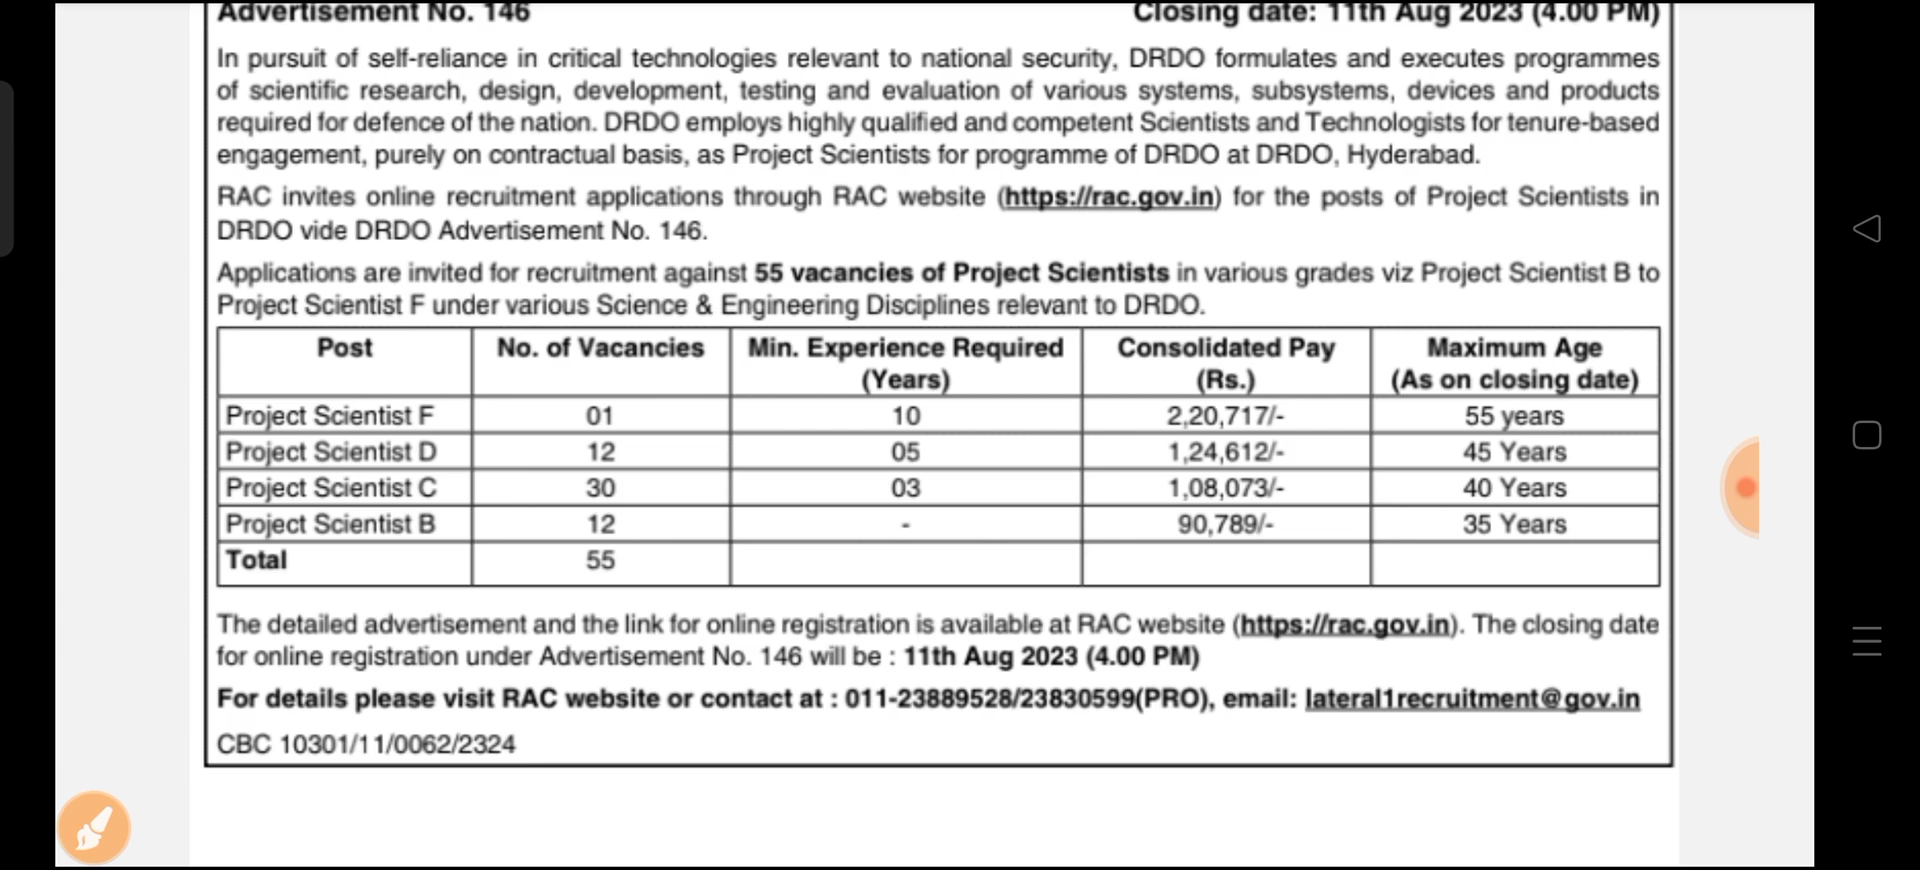 Advertisement No. 146 Closing date: 11th Aug 2023 (4.00 PM)
In pursuit of self-reliance in critical technologies relevant to national security, DRDO formulates and executes programmes
of scientific research, design, development, testing and evaluation of various systems, subsystems, devices and products
required for defence of the nation. DRDO employs highly qualified and competent Scientists and Technologists for tenure-based
engagement, purely on contractual basis, as Project Scientists for programme of DRDO at DRDO, Hyderabad.
RAC invites online recruitment applications through RAC website (https://rac.gov.in) for the posts of Project Scientists in
DRDO vide DRDO Advertisement No. 146.
Applications are invited for recruitment against 55 vacancies of Project Scientists in various grades viz Project Scientist B to
Project Scientist F under various Science & Engineering Disciplines relevant to DRDO.
Post No. of Vacancies Min. Experience Required Consolidated Pay Maximum Age
(Years) (Rs.) (As on closing date)
Project Scientist F 01 10 2,20,717/- 55 years
Project Scientist D 12 05 1,24,612/- 45 Years
Project Scientist C 30 03 1,08,073/- 40 Years
Project Scientist B 12 - 90,789/- 35 Years
Total 55
The detailed advertisement and the link for online registration is available at RAC website (https://rac.gov.in). The closing date
for online registration under Advertisement No. 146 will be : 11th Aug 2023 (4.00 PM)
For details please visit RAC website or contact at : 011-23889528/23830599(PRO), email: lateral1recruitment@gov.in
CBC 10301/11/0062/2324